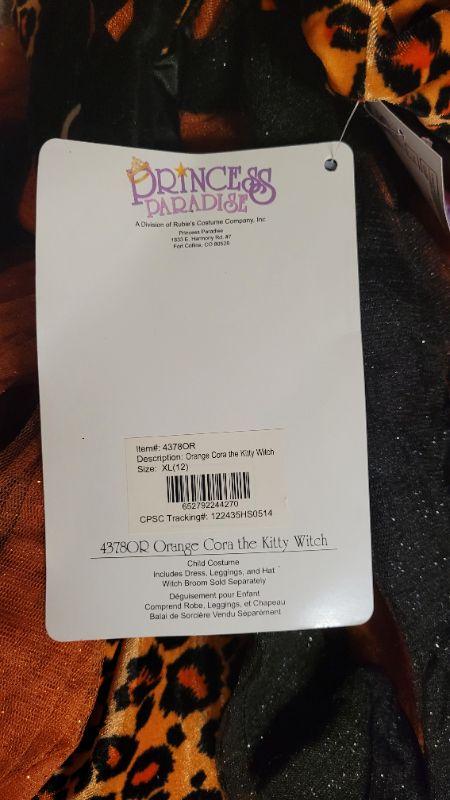 PRINCESS
PARADISE
A Division of Rubie's Costume Company, Inc
Princess Paradise
1833 E. Harmony Rd. #7
Fort Collins, CO 80528
Item#: 4378OR
Description: Orange Cora the Kitty Witch
Size: XL(12)
652792244270
CPSC Tracking#: 122435HS0514
4378OR Orange Cora the Kitty Witch
Child Costume
Includes Dress, Leggings, and Hat
Witch Broom Sold Separately
Déguisement pour Enfant
Comprend Robe, Leggings, et Chapeau
Balai de Sorcière Vendu Séparément